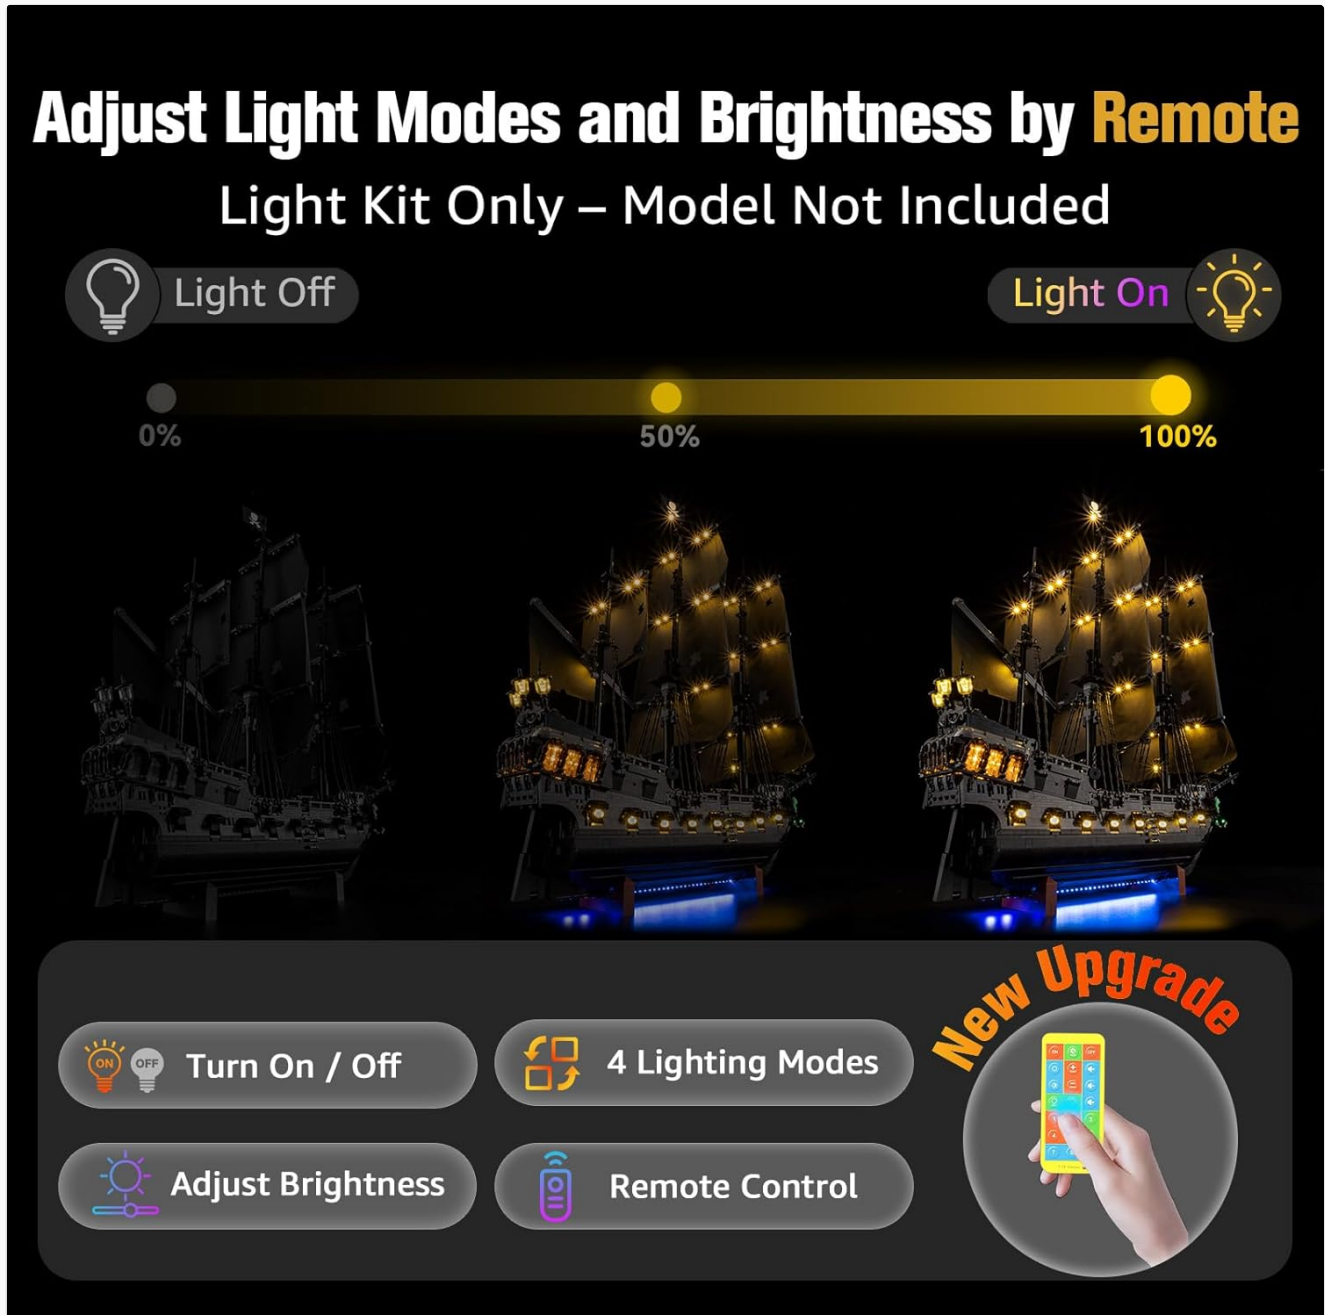 Adjust Light Modes and Brightness by Remote
Light Kit Only – Model Not Included
Light Off
Light On
0%
50%
100%
New Upgrade
ON
OFF
Turn On / Off
4 Lighting Modes
Adjust Brightness
Remote Control